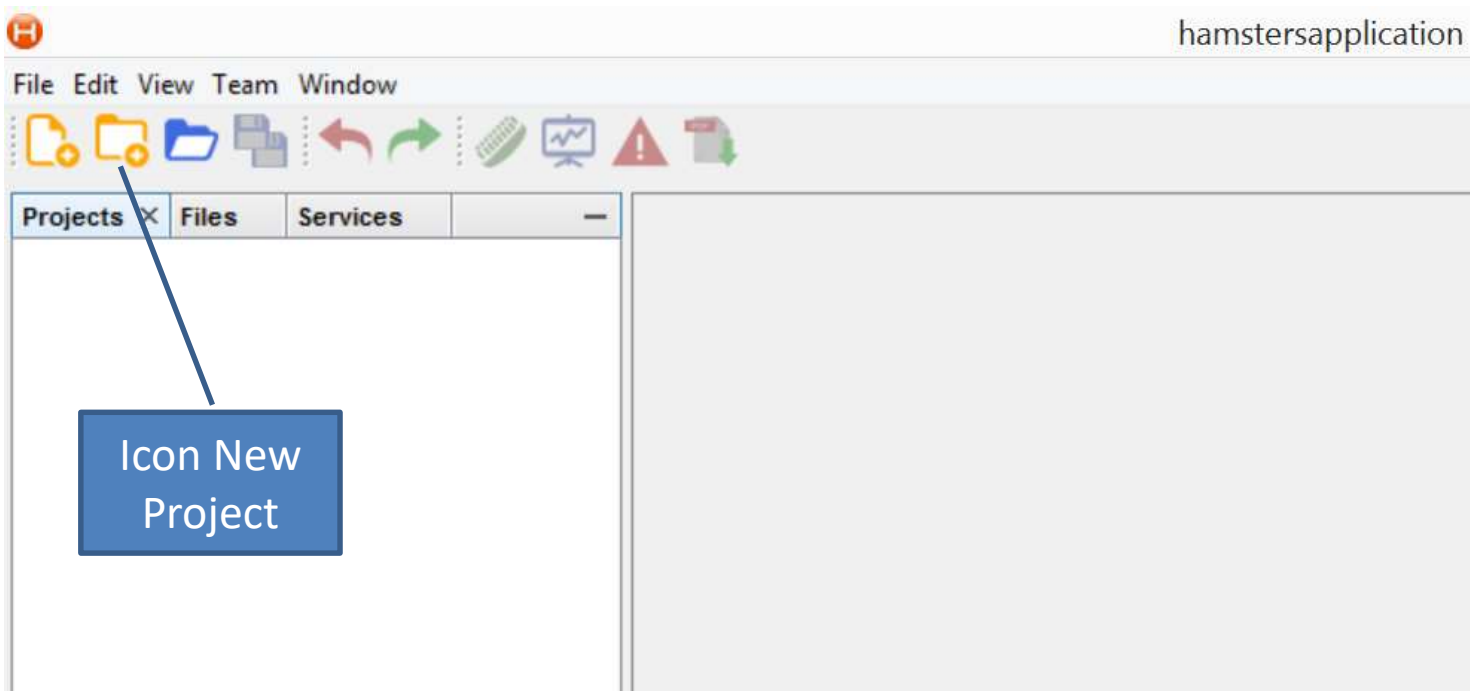 H
hamstersapplication
File Edit View Team Window
Projects Files Services
Icon New
Project